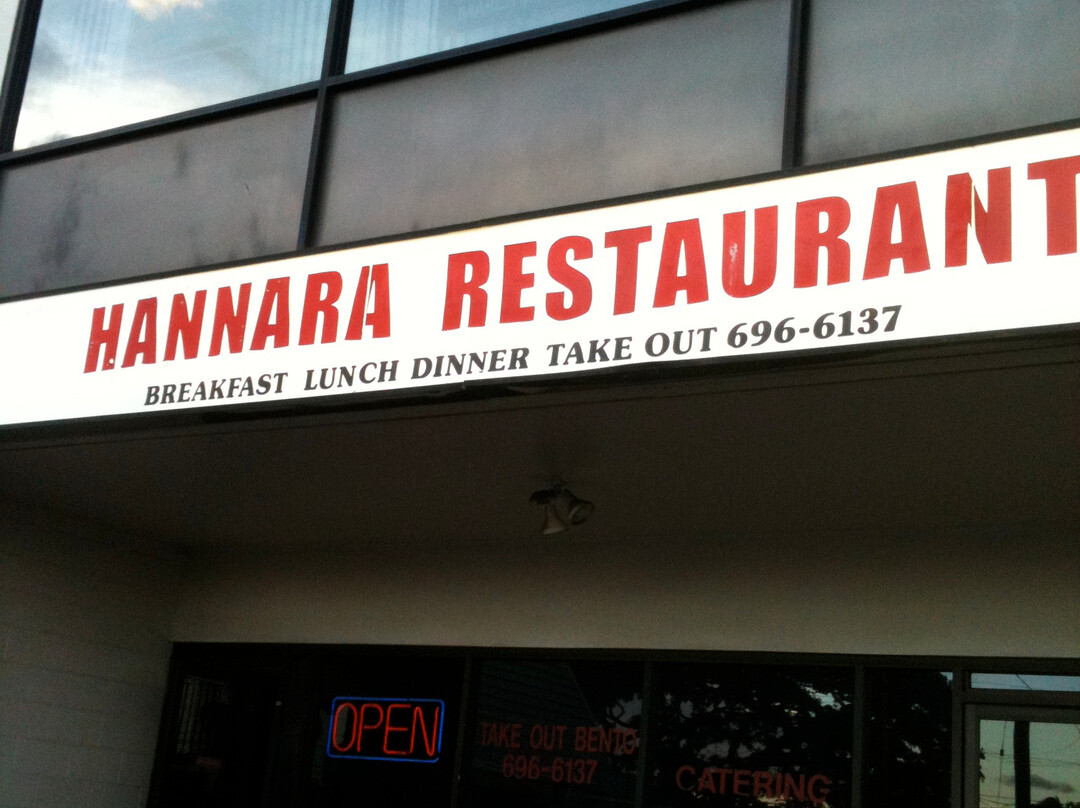 HANNARA RESTAURANT
BREAKFAST LUNCH DINNER TAKE OUT 696-6137
OPEN
TAKE OUT BENTO
696-6137
CATERING